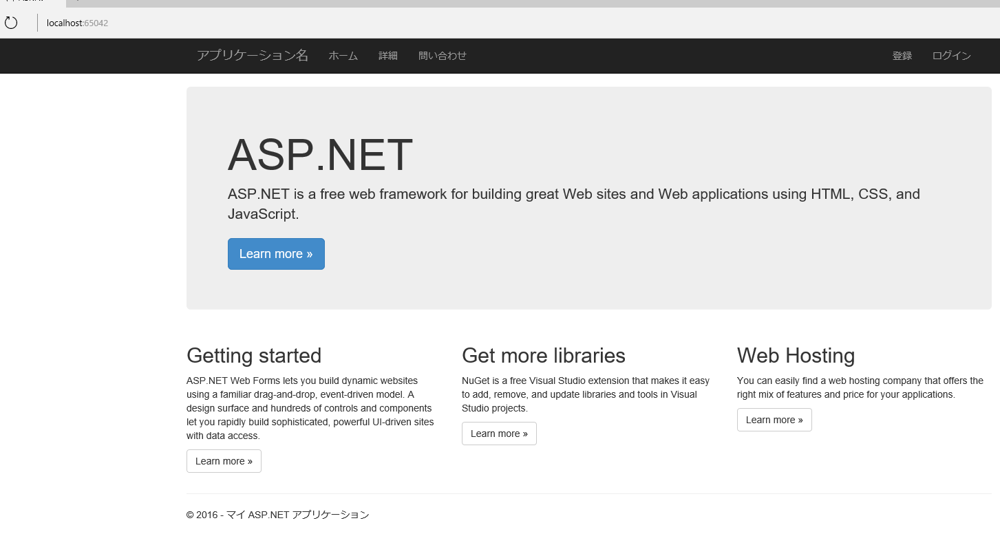 localhost:65042
アプリケーション名 ホーム 詳細 問い合わせ 登録 ログイン
ASP.NET
ASP.NET is a free web framework for building great Web sites and Web applications using HTML, CSS, and
JavaScript.
Learn more »
Getting started
ASP.NET Web Forms lets you build dynamic websites
using a familiar drag-and-drop, event-driven model. A
design surface and hundreds of controls and components
let you rapidly build sophisticated, powerful UI-driven sites
with data access.
Learn more »
Get more libraries
NuGet is a free Visual Studio extension that makes it easy
to add, remove, and update libraries and tools in Visual
Studio projects.
Learn more »
Web Hosting
You can easily find a web hosting company that offers the
right mix of features and price for your applications.
Learn more »
© 2016 - マイ ASP.NET アプリケーション